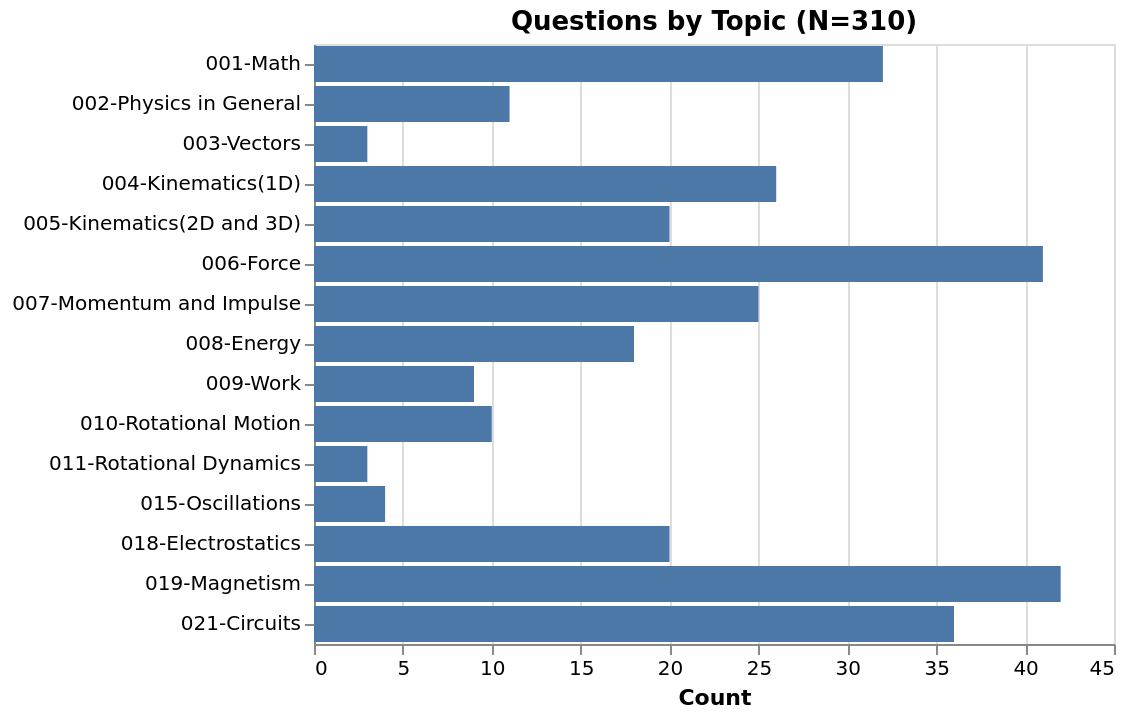 Questions by Topic (N=310)
001-Math
002-Physics in General
003-Vectors
004-Kinematics(1D)
005-Kinematics(2D and 3D)
006-Force
007-Momentum and Impulse
008-Energy
009-Work
010-Rotational Motion
011-Rotational Dynamics
015-Oscillations
018-Electrostatics
019-Magnetism
021-Circuits
0 5 10 15 20 25 30 35 40 45
Count